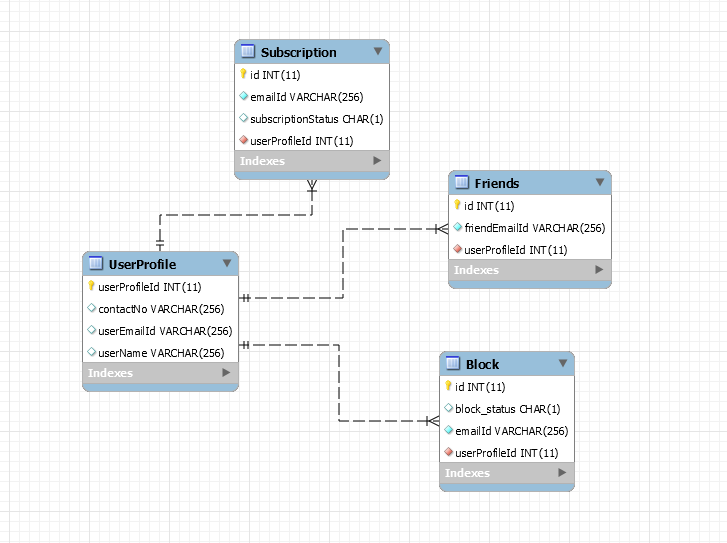 Subscription
id INT(11)
emailId VARCHAR(256)
subscriptionStatus CHAR(1)
userProfileId INT(11)
Indexes
Friends
id INT(11)
friendEmailId VARCHAR(256)
userProfileId INT(11)
Indexes
UserProfile
userProfileId INT(11)
contactNo VARCHAR(256)
userEmailId VARCHAR(256)
userName VARCHAR(256)
Indexes
Block
id INT(11)
block_status CHAR(1)
emailId VARCHAR(256)
userProfileId INT(11)
Indexes